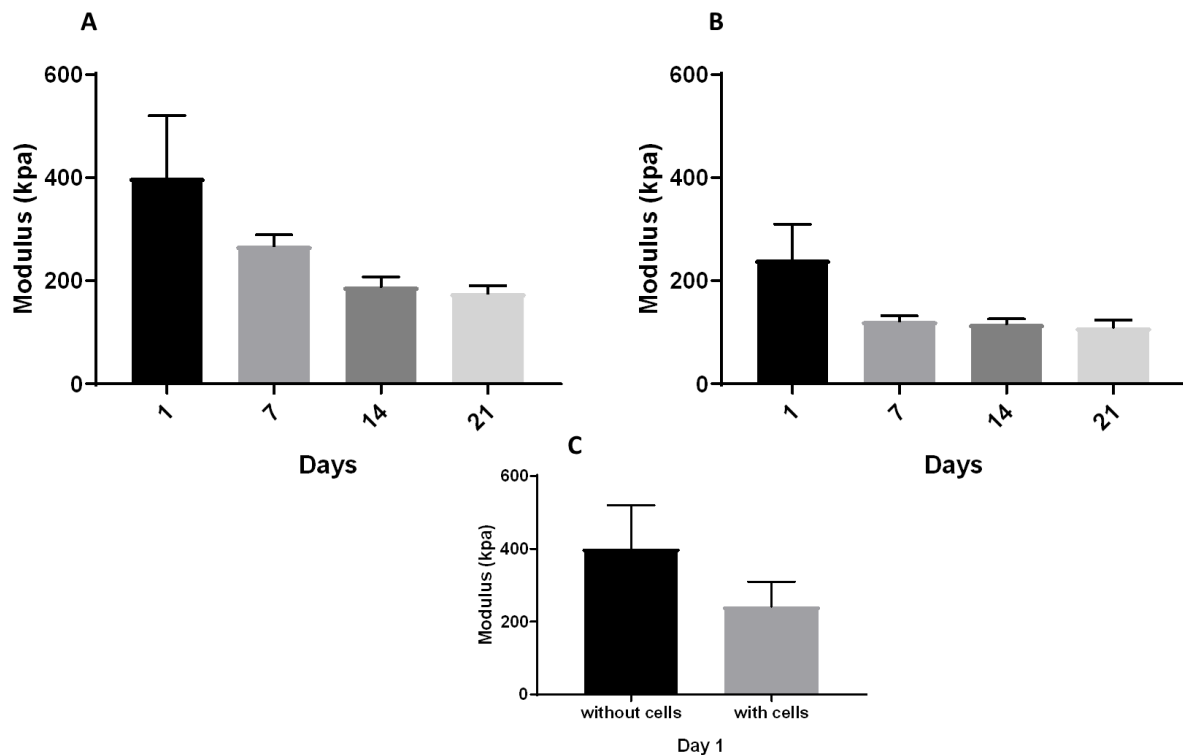 A
600
400
200
0
Modulus (kpa)
1
7
14
21
Days
B
600
400
200
0
Modulus (kpa)
1
7
14
21
Days
C
600
400
200
0
Modulus (kpa)
without cells
with cells
Day 1